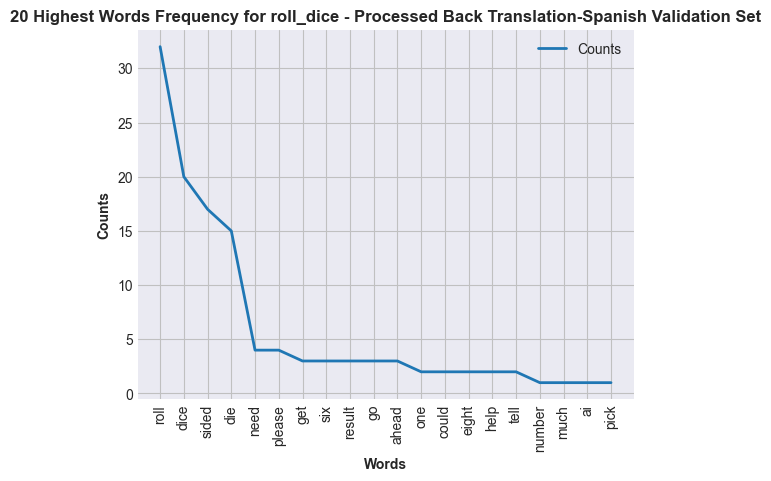 20 Highest Words Frequency for roll_dice - Processed Back Translation-Spanish Validation Set
Counts
30
25
20
15
10
5
0
Counts
roll
dice
sided
die
need
please
get
six
result
go
ahead
one
could
eight
help
tell
number
much
ai
pick
Words